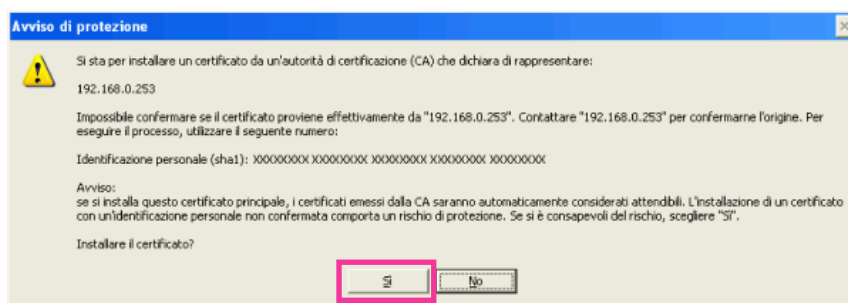 Avviso di protezione
Si sta per installare un certificato da un'autorità di certificazione (CA) che dichiara di rappresentare:
192.168.0.253
Impossibile confermare se il certificato proviene effettivamente da "192.168.0.253". Contattare "192.168.0.253" per confermarne l'origine. Per
eseguire il processo, utilizzare il seguente numero:
Identificazione personale (sha1): XXXXXXXX XXXXXXXX XXXXXXXX XXXXXXXX XXXXXXXX
Avviso:
se si installa questo certificato principale, i certificati emessi dalla CA saranno automaticamente considerati attendibili. L'installazione di un certificato
con un'identificazione personale non confermata comporta un rischio di protezione. Se si è consapevoli del rischio, scegliere "Sì".
Installare il certificato?
Sì No